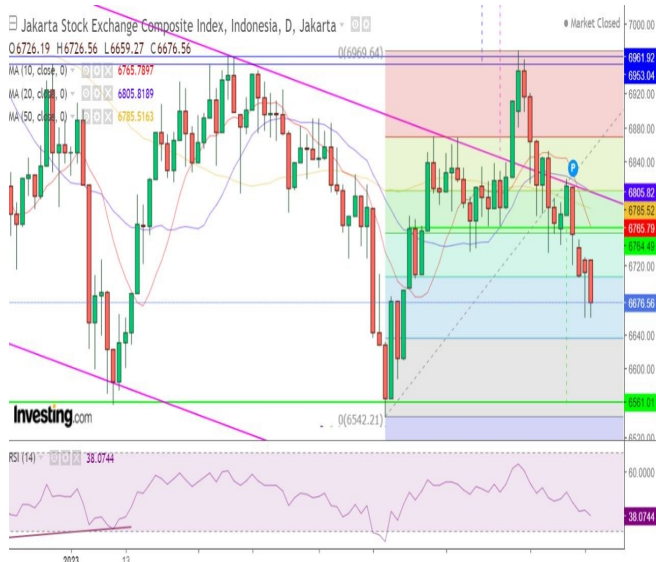 Jakarta Stock Exchange Composite Index, Indonesia, D, Jakarta
Market Closed
O6726.19 H6726.56 L6659.27 C6676.56
MA (10, close, 0) 6765.7897
MA (20, close, 0) 6805.8189
MA (50, close, 0) 6785.5163
0(6969.64)
7000.00
6961.92
6953.04
6920.00
6880.00
6840.00
P
6805.82
6785.52
6765.79
6764.49
6720.00
6676.56
6640.00
6600.00
6561.01
6520.00
0(6542.21)
Investing.com
RSI (14) 38.0744
60.0000
38.0744
2023 13